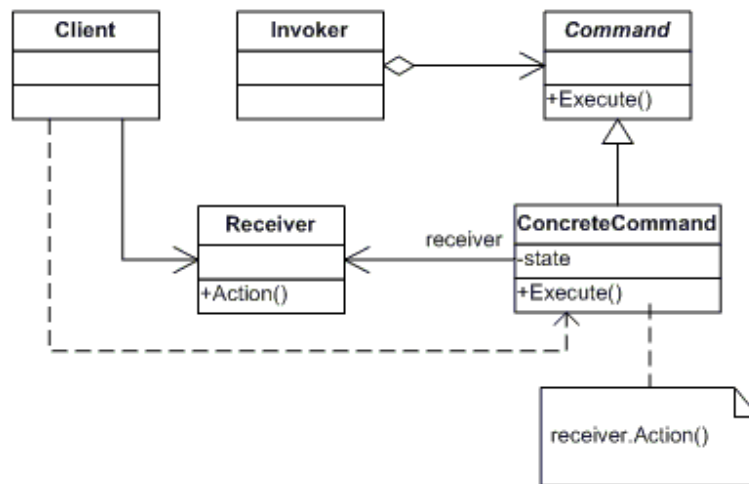 Client
Invoker
Command
+Execute()
Receiver
+Action()
receiver
ConcreteCommand
-state
+Execute()
receiver.Action()